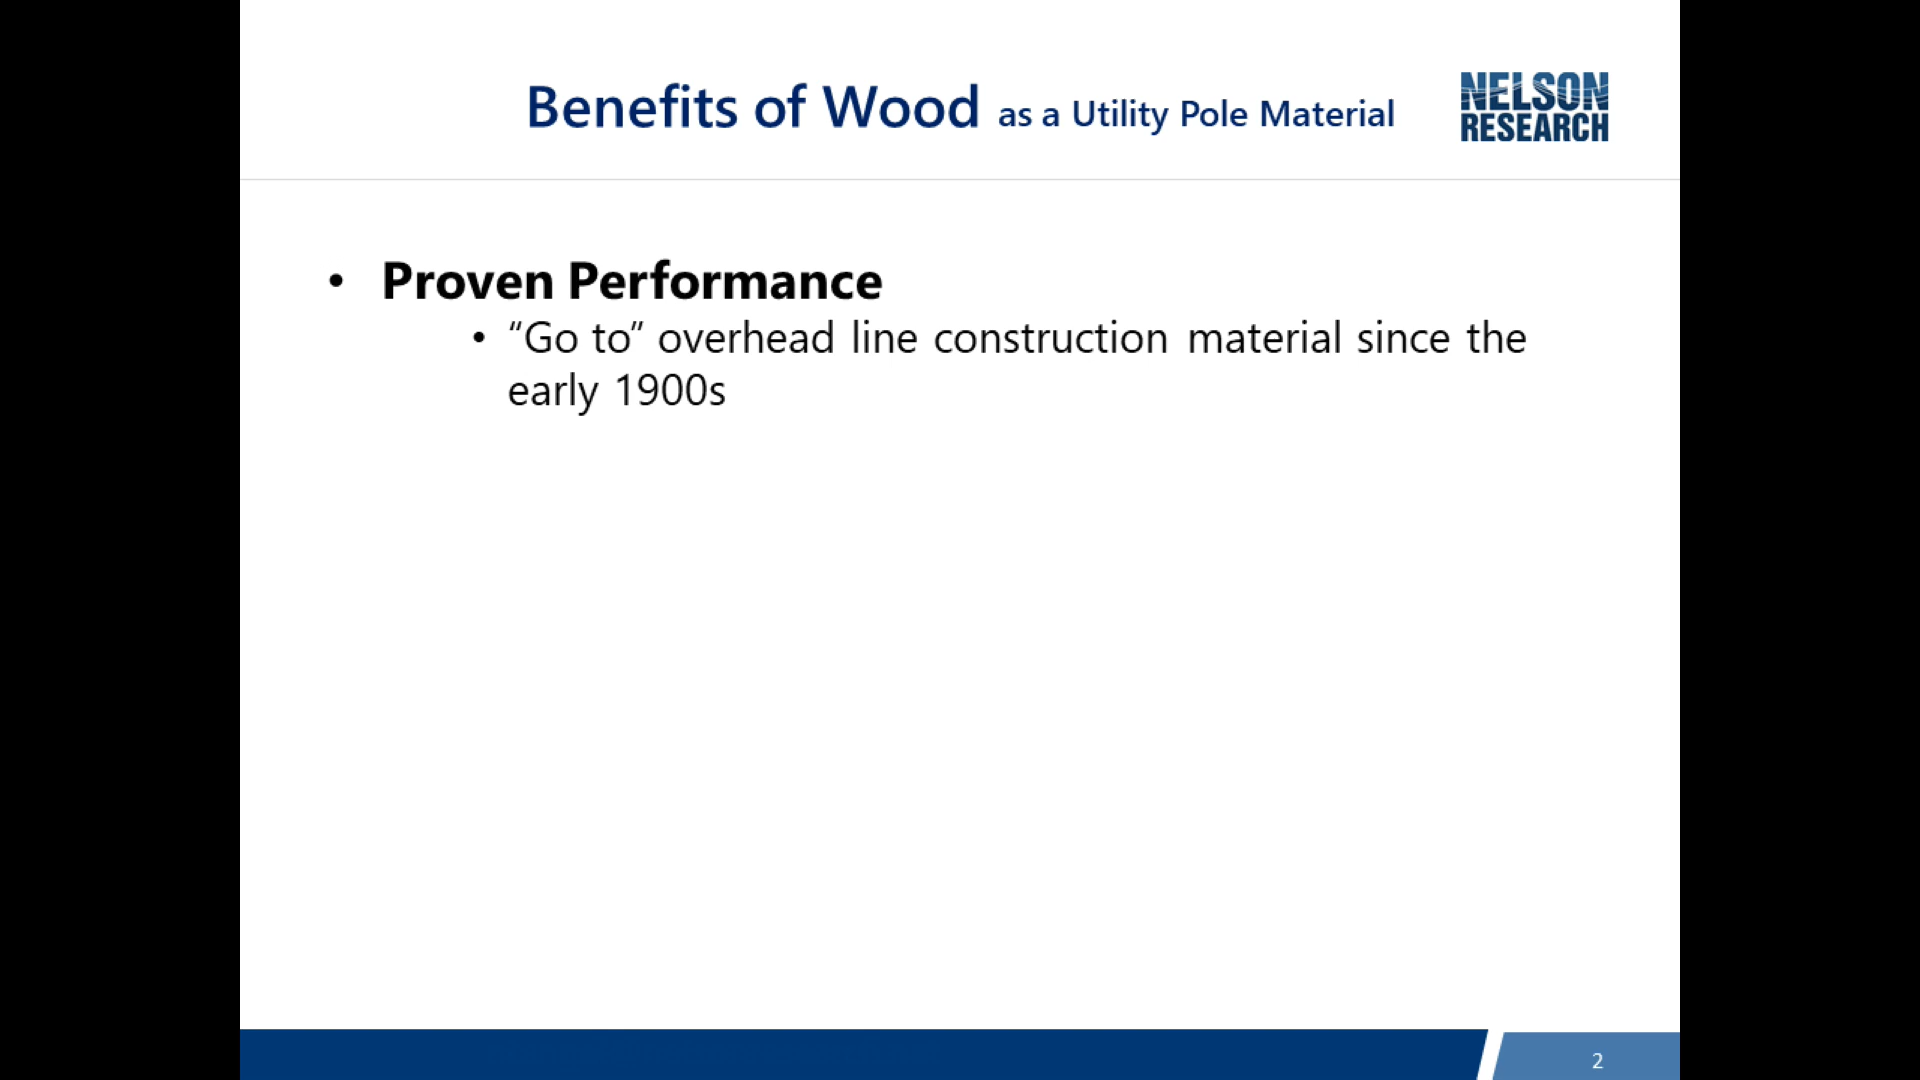 Benefits of Wood as a Utility Pole Material
NELSON
RESEARCH
• Proven Performance
• “Go to” overhead line construction material since the
early 1900s
2